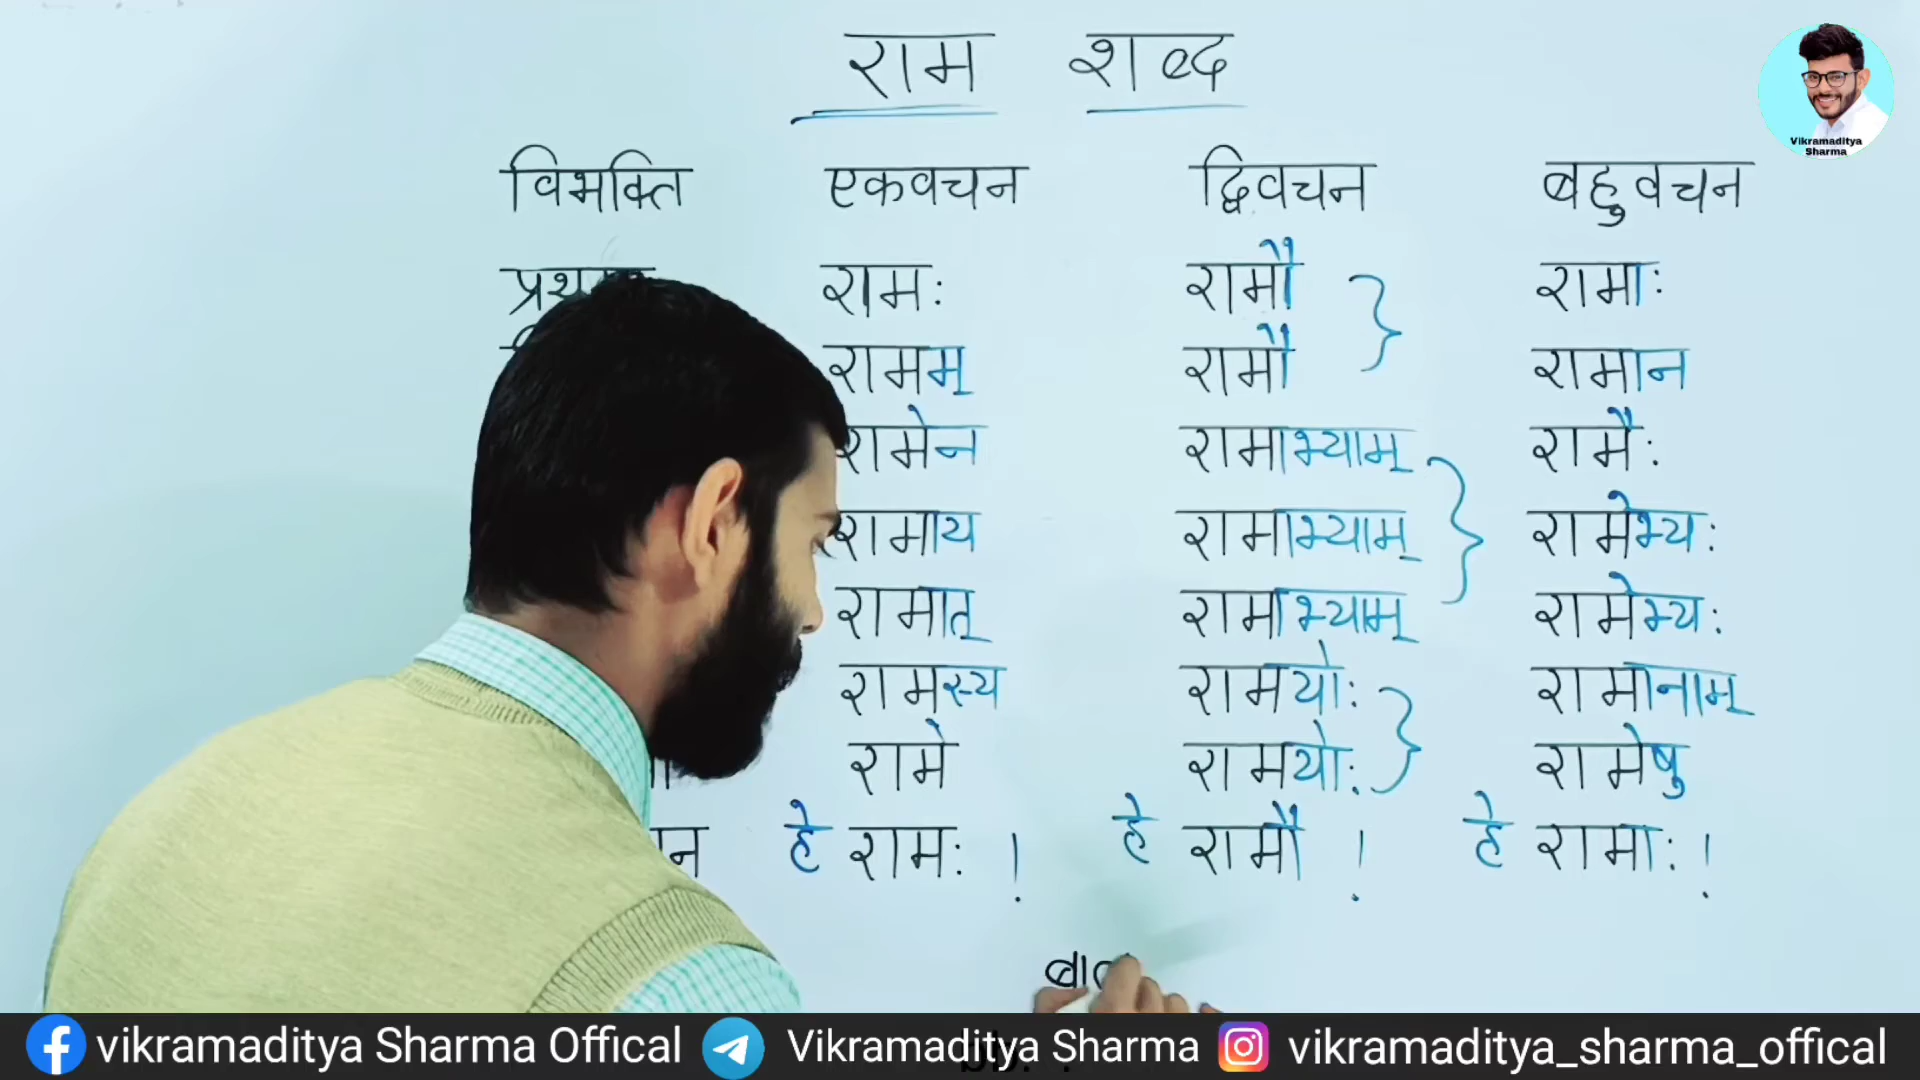 राम शब्द
Vikramaditya
Sharma
विभक्ति एकवचन द्विवचन बहुवचन
रामः रामौ रामाः
रामम् रामौ रामान
रामेन रामाभ्याम् रामैः
रामाय रामाभ्याम् रामेभ्यः
रामात् रामाभ्याम् रामेभ्यः
रामस्य रामयोः रामानाम्
रामे रामयोः रामेषु
हे रामः ! हे रामौ ! हे रामाः !
vikramaditya Sharma Offical Vikramaditya Sharma vikramaditya_sharma_offical